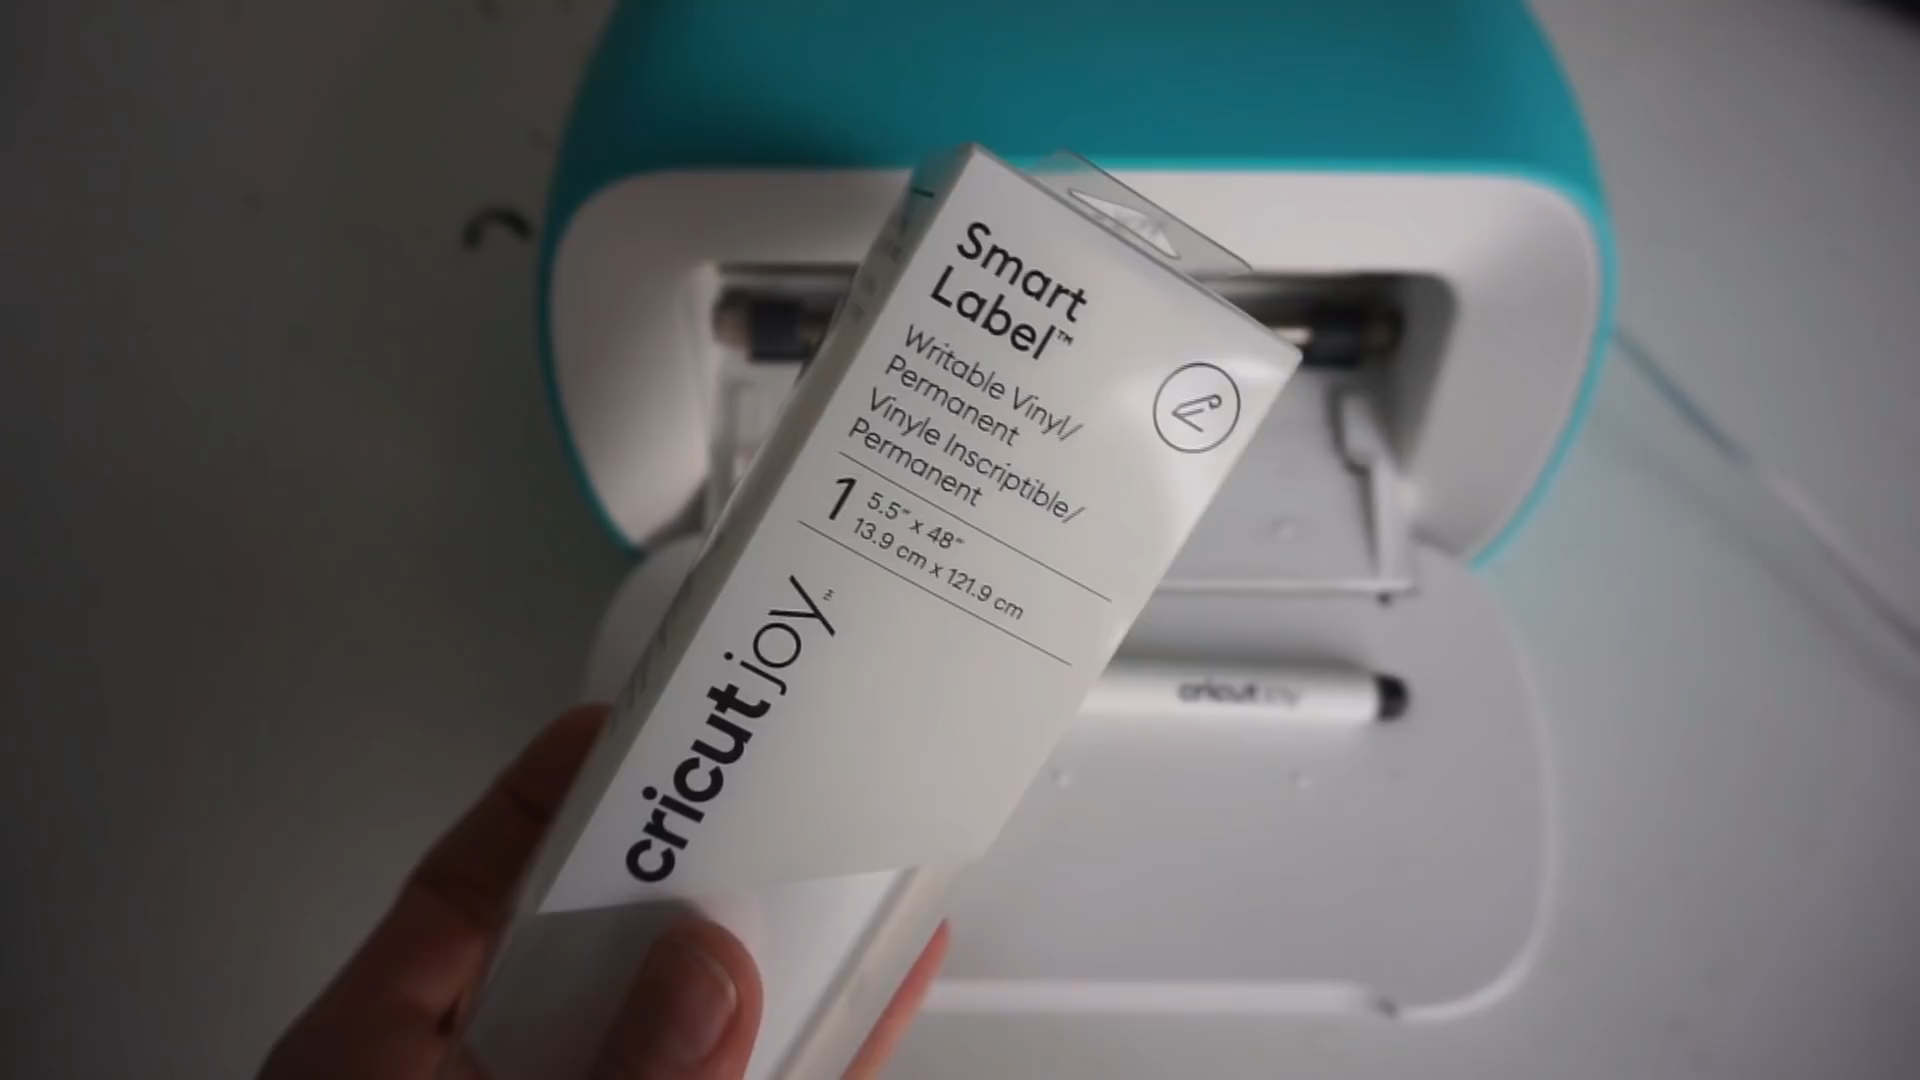 Smart
Label™
Writable Vinyl/
Permanent
Vinyle Inscriptible/
Permanent
1 5.5" x 48"
13.9 cm x 121.9 cm
cricut joy™
cricut joy